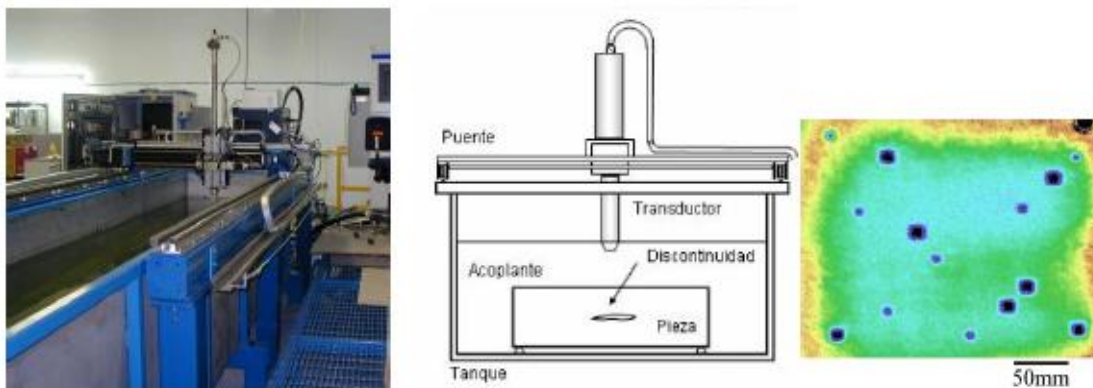 Puente
Transductor
Discontinuidad
Acoplante
Pieza
Tanque
50mm